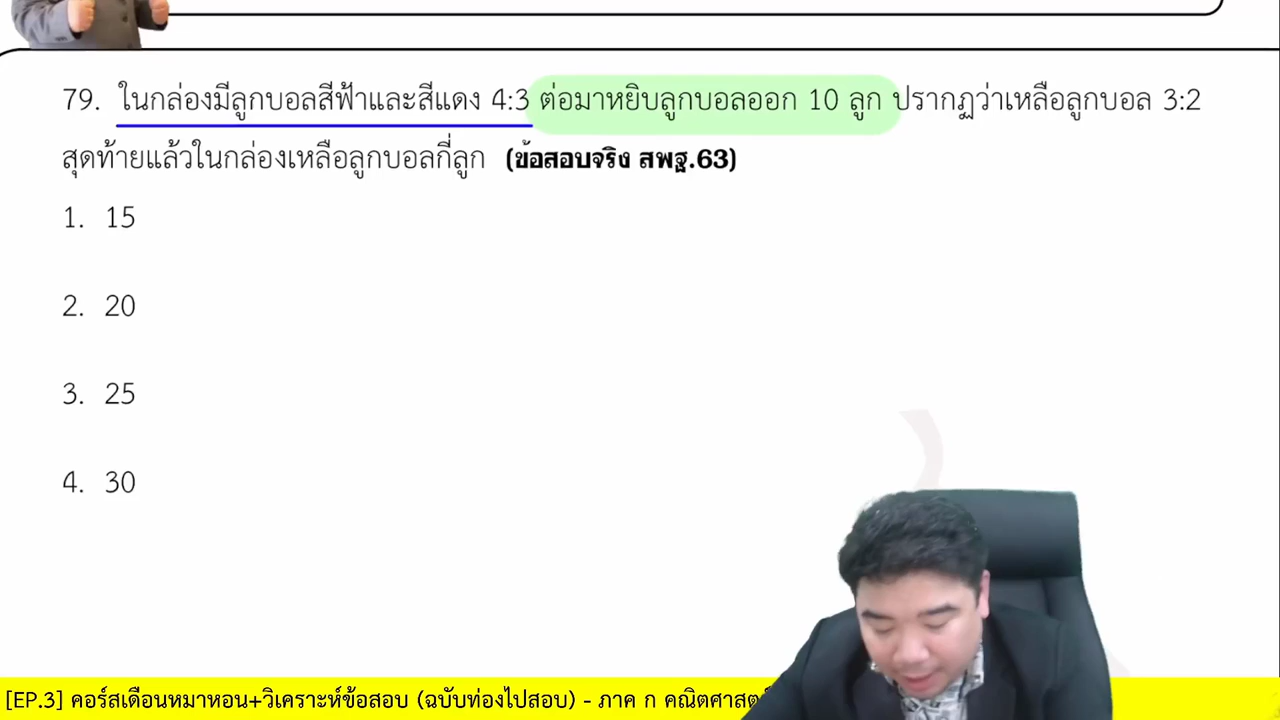 79. ในกล่องมีลูกบอลสีฟ้าและสีแดง 4:3 ต่อมาหยิบลูกบอลออก 10 ลูก ปรากฏว่าเหลือลูกบอล 3:2
สุดท้ายแล้วในกล่องเหลือลูกบอลกี่ลูก (ข้อสอบจริง สพฐ.63)
1. 15
2. 20
3. 25
4. 30
[EP.3] คอร์สเดือนหมาหอน+วิเคราะห์ข้อสอบ (ฉบับท่องไปสอบ) - ภาค ก คณิตศาสตร์